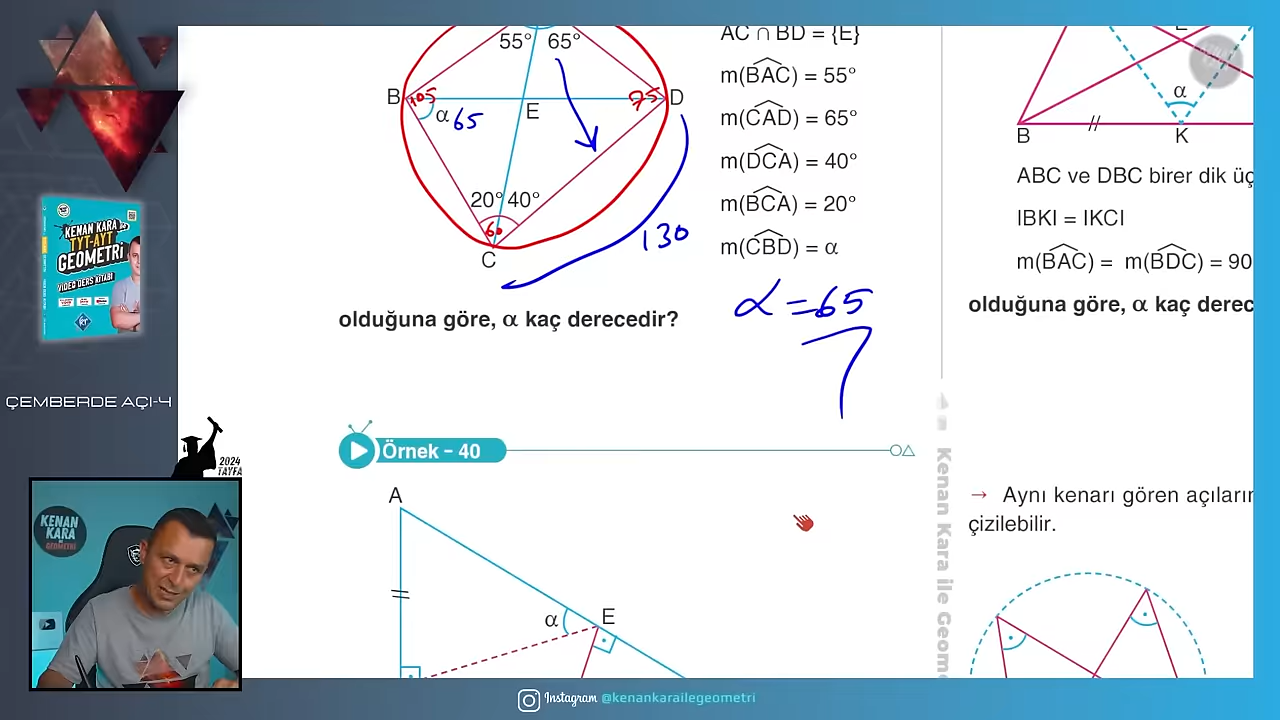 55° 65°
B
105
α 65
E
75
D
20° 40°
60
C
130
AC ∩ BD = {E}
m(BAC) = 55°
m(CAD) = 65°
m(DCA) = 40°
m(BCA) = 20°
m(CBD) = α
α = 65
olduğuna göre, α kaç derecedir?
α
B
K
ABC ve DBC birer dik üç
IBKI = IKCI
m(BAC) = m(BDC) = 90
olduğuna göre, α kaç derec
KENAN KARA
TYT-AYT
GEOMETRİ
VİDEO DERS KİTABI
ÇEMBERDE AÇI-4
2024
TAYFA
KENAN
KARA
GEOMETRİ
Örnek - 40
A
α
E
Kenan Kara ile Geom
→ Aynı kenarı gören açıların
çizilebilir.
Instagram @kenankarailegeometri